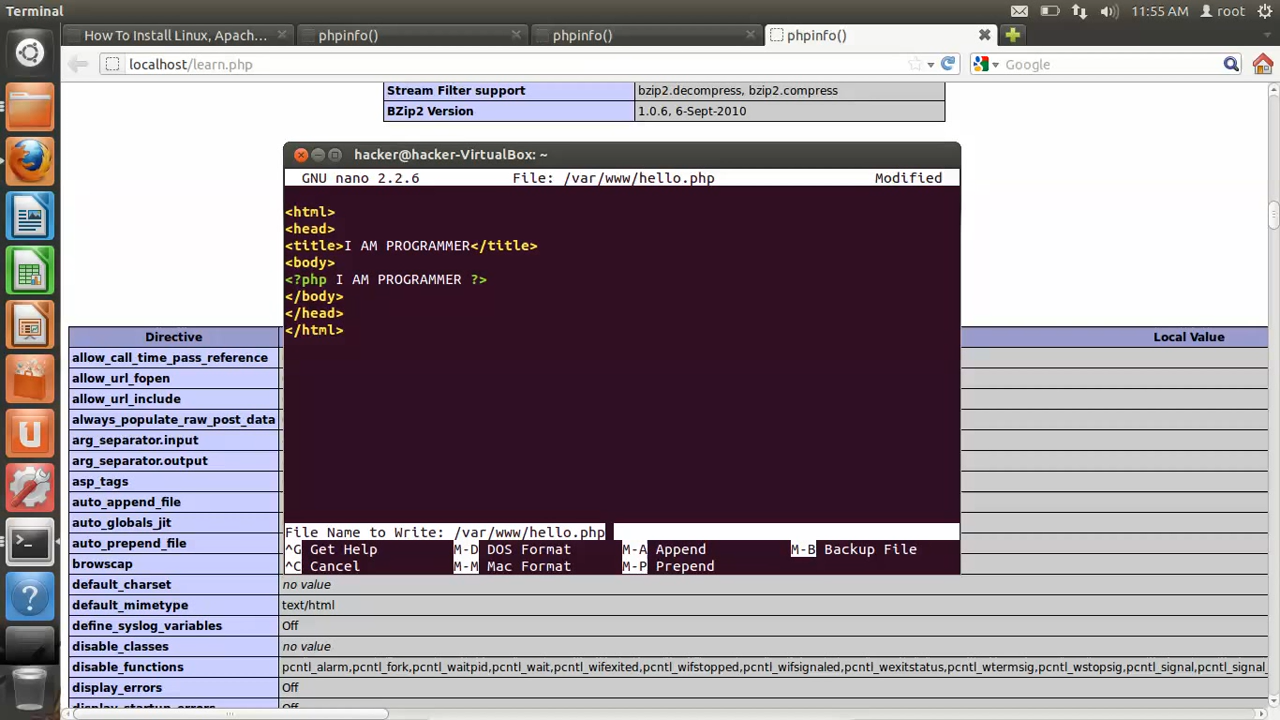 Terminal
11:55 AM root
How To Install Linux, Apach...
phpinfo()
phpinfo()
phpinfo()
localhost/learn.php
Google
Stream Filter support bzip2.decompress, bzip2.compress
BZip2 Version 1.0.6, 6-Sept-2010
hacker@hacker-VirtualBox: ~
GNU nano 2.2.6 File: /var/www/hello.php Modified
<html>
<head>
<title>I AM PROGRAMMER</title>
<body>
<?php I AM PROGRAMMER ?>
</body>
</head>
</html>
File Name to Write: /var/www/hello.php
^G Get Help M-D DOS Format M-A Append M-B Backup File
^C Cancel M-M Mac Format M-P Prepend
Directive Local Value
allow_call_time_pass_reference
allow_url_fopen
allow_url_include
always_populate_raw_post_data
arg_separator.input
arg_separator.output
asp_tags
auto_append_file
auto_globals_jit
auto_prepend_file
browscap
default_charset no value
default_mimetype text/html
define_syslog_variables Off
disable_classes no value
disable_functions pcntl_alarm,pcntl_fork,pcntl_waitpid,pcntl_wait,pcntl_wifexited,pcntl_wifstopped,pcntl_wifsignaled,pcntl_wexitstatus,pcntl_wtermsig,pcntl_wstopsig,pcntl_signal,pcntl_signal_
display_errors Off
display_startup_errors Off